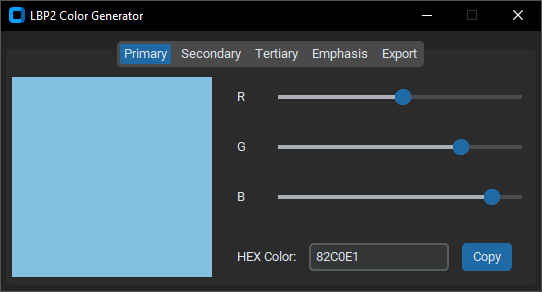 LBP2 Color Generator
Primary Secondary Tertiary Emphasis Export
R
G
B
HEX Color: 82C0E1 Copy